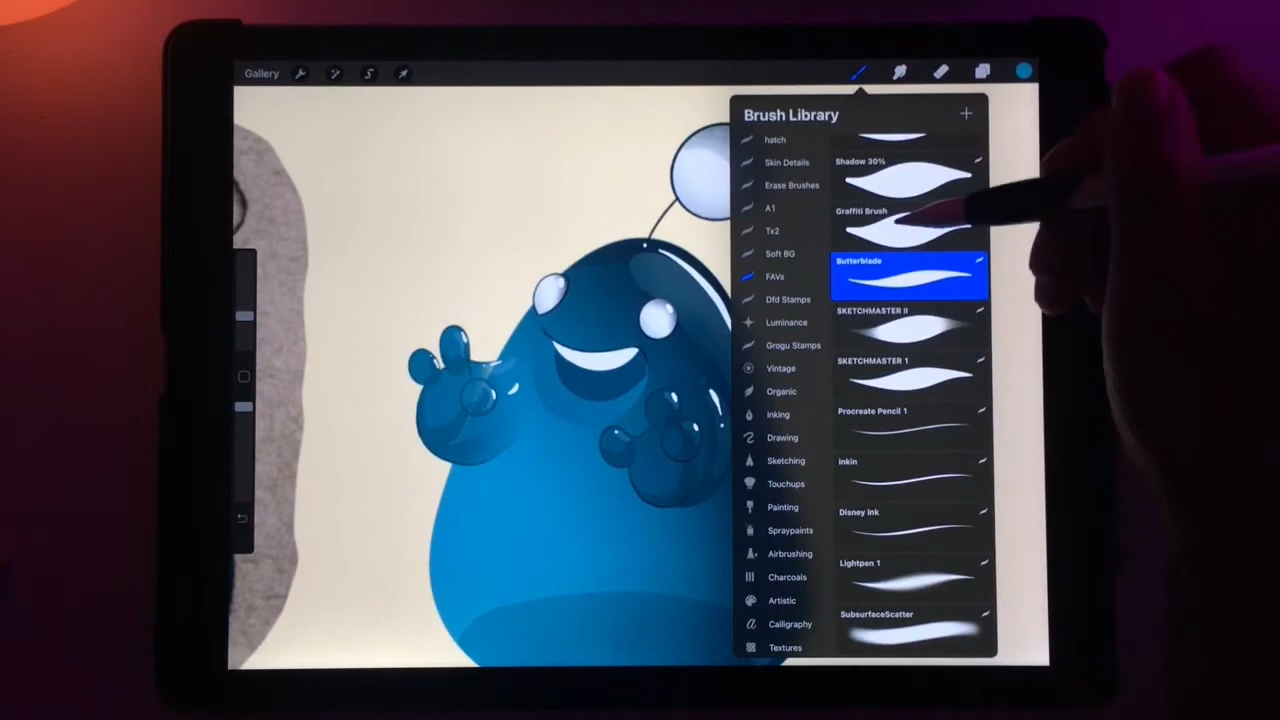 Gallery
Brush Library
hatch
Skin Details
Erase Brushes
A1
Tx2
Soft BG
FAVs
Dfd Stamps
Luminance
Grogu Stamps
Vintage
Organic
Inking
Drawing
Sketching
Touchups
Painting
Spraypaints
Airbrushing
Charcoals
Artistic
Calligraphy
Textures
Shadow 30%
Graffiti Brush
Butterblade
SKETCHMASTER II
SKETCHMASTER 1
Procreate Pencil 1
Inkin
Disney Ink
Lightpen 1
SubsurfaceScatter